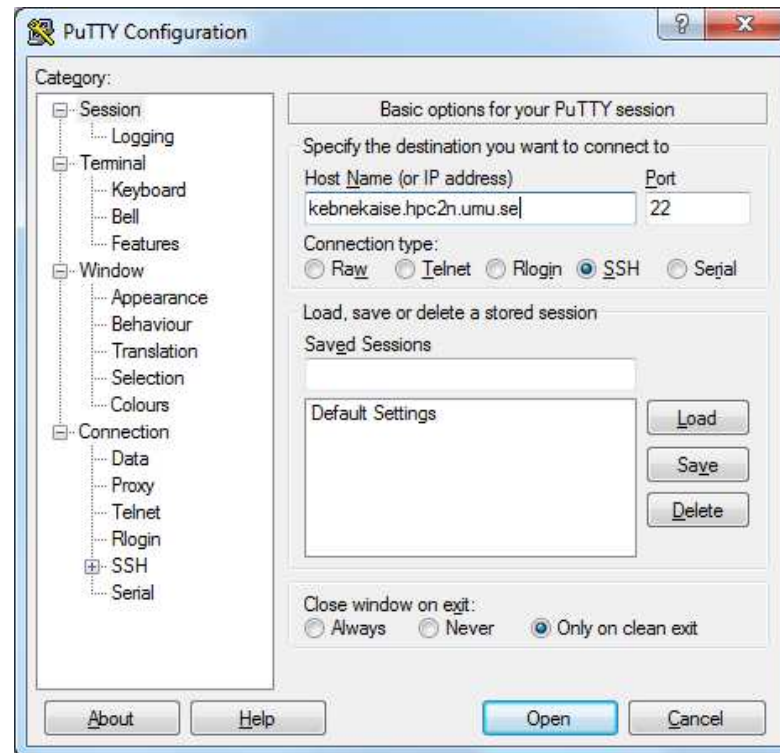 PuTTY Configuration
Category:
Session
Logging
Terminal
Keyboard
Bell
Features
Window
Appearance
Behaviour
Translation
Selection
Colours
Connection
Data
Proxy
Telnet
Rlogin
SSH
Serial
Basic options for your PuTTY session
Specify the destination you want to connect to
Host Name (or IP address) Port
kebnekaise.hpc2n.umu.se 22
Connection type:
Raw Telnet Rlogin SSH Serial
Load, save or delete a stored session
Saved Sessions
Default Settings
Load
Save
Delete
Close window on exit:
Always Never Only on clean exit
About Help Open Cancel